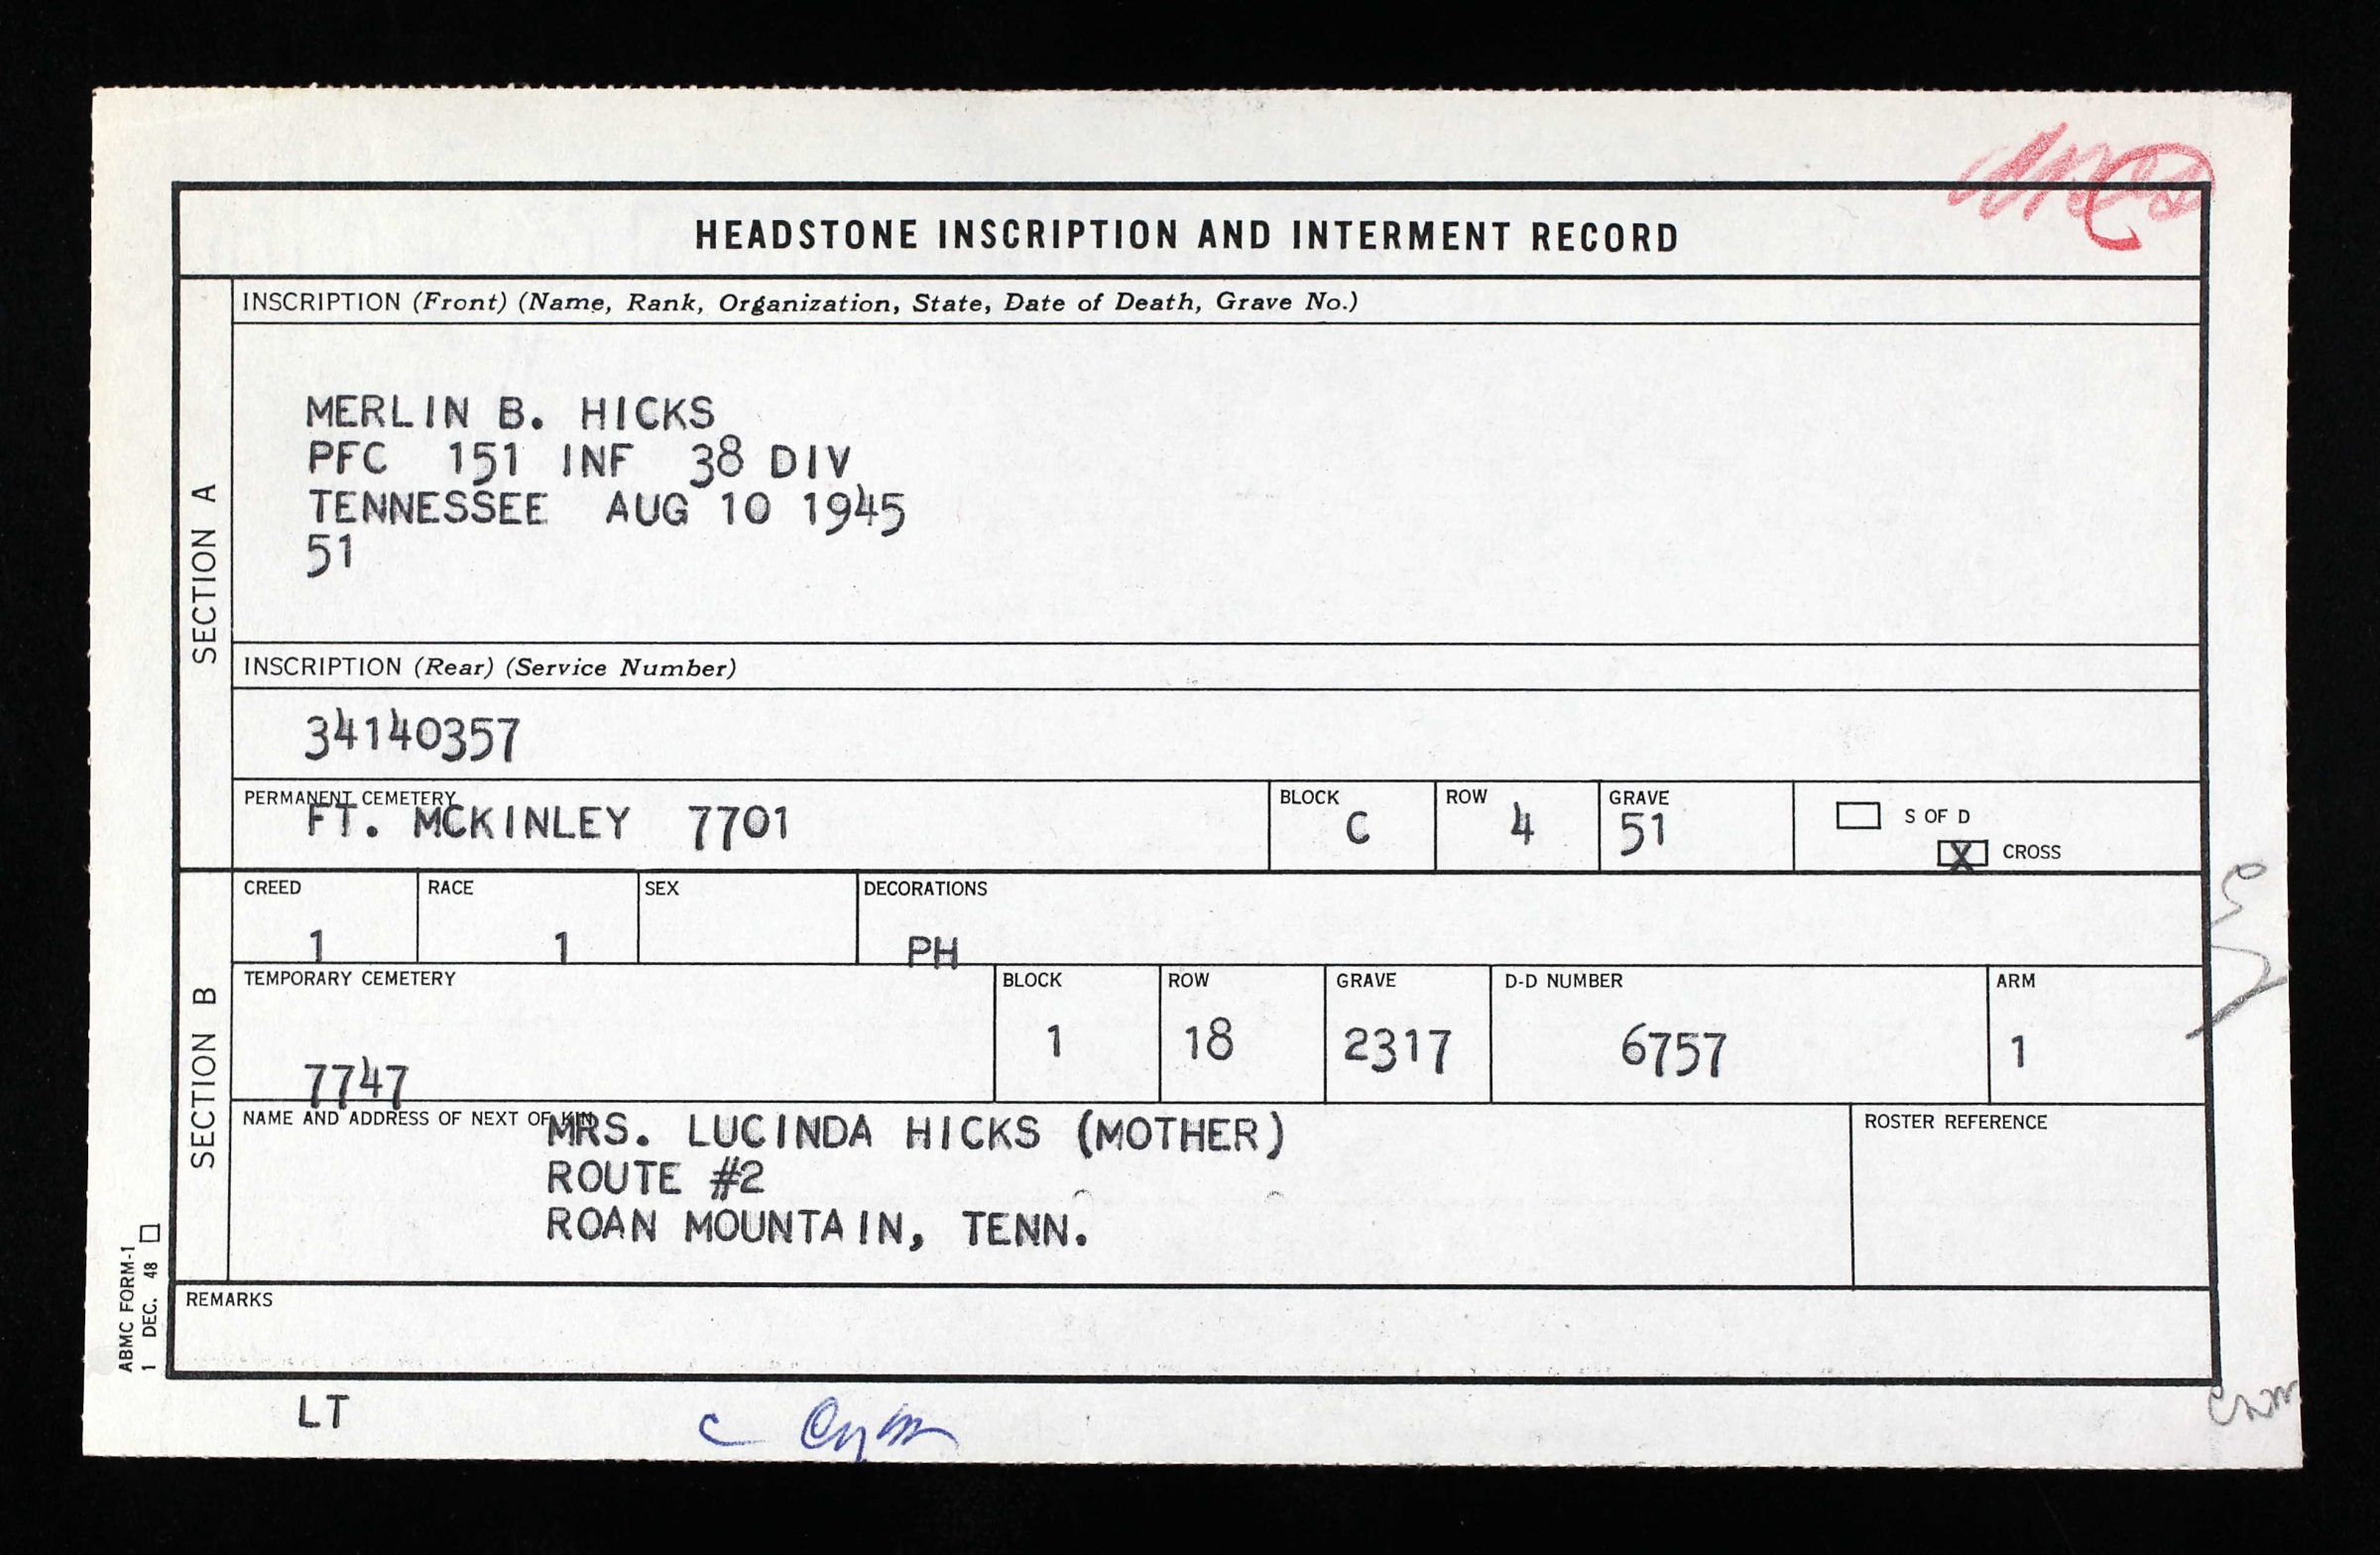 HEADSTONE INSCRIPTION AND INTERMENT RECORD
SECTION A
INSCRIPTION (Front) (Name, Rank, Organization, State, Date of Death, Grave No.)
MERLIN B. HICKS
PFC 151 INF 38 DIV
TENNESSEE AUG 10 1945
51
INSCRIPTION (Rear) (Service Number)
34140357
PERMANENT CEMETERY
FT. MCKINLEY 7701
BLOCK
C
ROW
4
GRAVE
51
S OF D
X CROSS
SECTION B
CREED
1
RACE
1
SEX
DECORATIONS
PH
TEMPORARY CEMETERY
7747
BLOCK
1
ROW
18
GRAVE
2317
D-D NUMBER
6757
ARM
1
NAME AND ADDRESS OF NEXT OF KIN
MRS. LUCINDA HICKS (MOTHER)
ROUTE #2
ROAN MOUNTAIN, TENN.
ROSTER REFERENCE
REMARKS
ABMC FORM-1
1 DEC. 48
LT